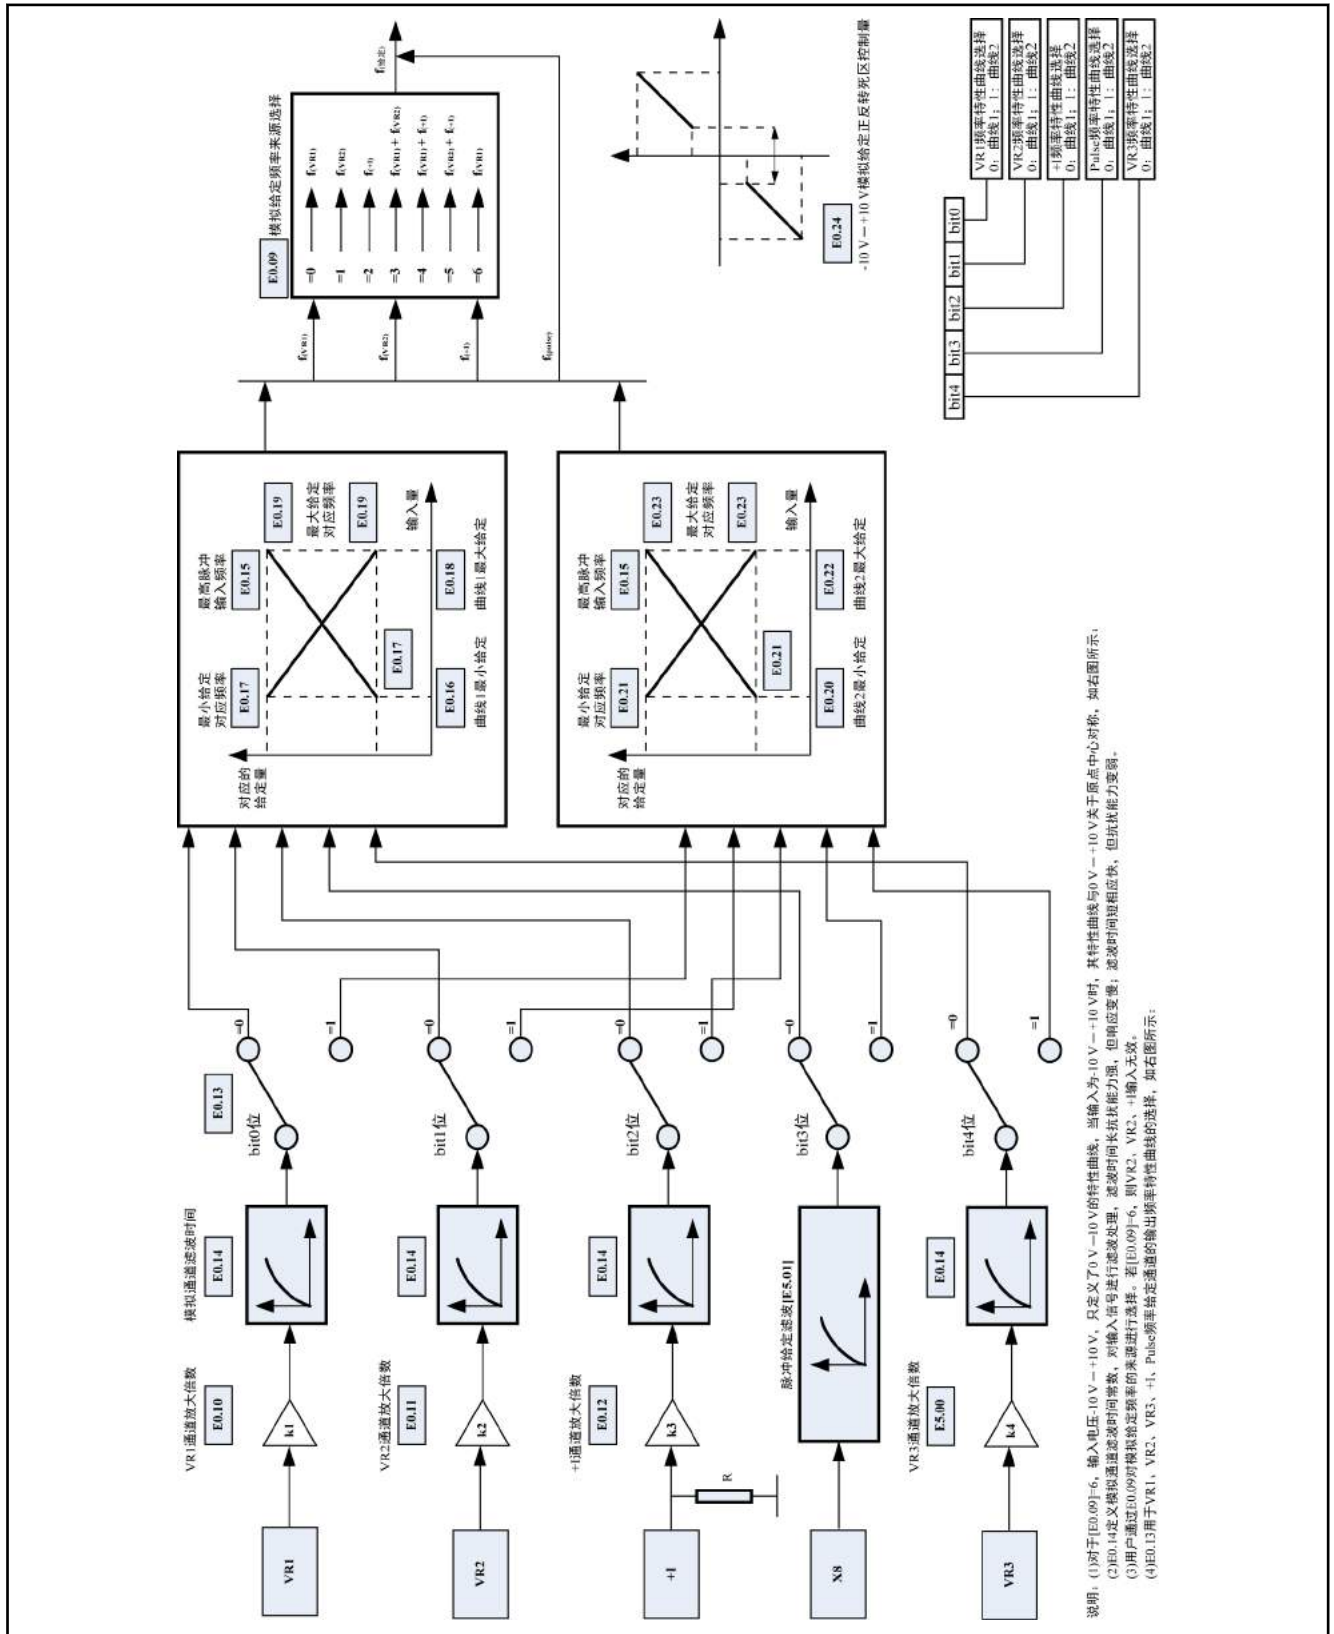 VR1
VR1通道放大倍数
E0.10
k1
模拟通道滤波时间
E0.14
E0.13
bit0位
=0
=1
VR2
VR2通道放大倍数
E0.11
k2
E0.14
bit1位
=0
=1
+I
R
+I通道放大倍数
E0.12
k3
E0.14
bit2位
=0
=1
X8
脉冲给定滤波[E5.01]
bit3位
=0
=1
VR3
VR3通道放大倍数
E5.00
k4
E0.14
bit4位
=0
=1
对应的
给定量
最小给定
对应频率
E0.17
最高脉冲
输入频率
E0.15
E0.19
最大给定
对应频率
E0.19
E0.17
输入量
E0.16
曲线1最小给定
E0.18
曲线1最大给定
对应的
给定量
最小给定
对应频率
E0.21
最高脉冲
输入频率
E0.15
E0.23
最大给定
对应频率
E0.23
E0.21
输入量
E0.20
曲线2最小给定
E0.22
曲线2最大给定
f(VR1)
f(VR2)
f(+I)
f(pulse)
E0.09
模拟给定频率来源选择
=0 f(VR1)
=1 f(VR2)
=2 f(+I)
=3 f(VR1)+f(VR2)
=4 f(VR1)+f(+I)
=5 f(VR2)+f(+I)
=6 f(VR1)
f(给定)
E0.24
-10 V—+10 V模拟给定正反转死区控制量
bit4 bit3 bit2 bit1 bit0
VR1频率特性曲线选择
0：曲线1；1：曲线2
VR2频率特性曲线选择
0：曲线1；1：曲线2
+I频率特性曲线选择
0：曲线1；1：曲线2
Pulse频率特性曲线选择
0：曲线1；1：曲线2
VR3频率特性曲线选择
0：曲线1；1：曲线2
说明：(1)对于[E0.09]=6，输入电压-10 V—+10 V，只定义了0 V—10 V的特性曲线，当输入为-10 V—+10 V时，其特性曲线与0 V—+10 V关于原点中心对称，如右图所示；
(2)E0.14定义模拟通道滤波时间常数，对输入信号进行滤波处理，滤波时间长抗扰能力强，但响应变慢；滤波时间短相应快，但抗扰能力变弱。
(3)用户通过E0.09对模拟给定频率的来源进行选择。若[E0.09]=6，则VR2、VR2、+I输入无效。
(4)E0.13用于VR1、VR2、VR3、+I、Pulse频率给定通道的输出频率特性曲线的选择，如右图所示：